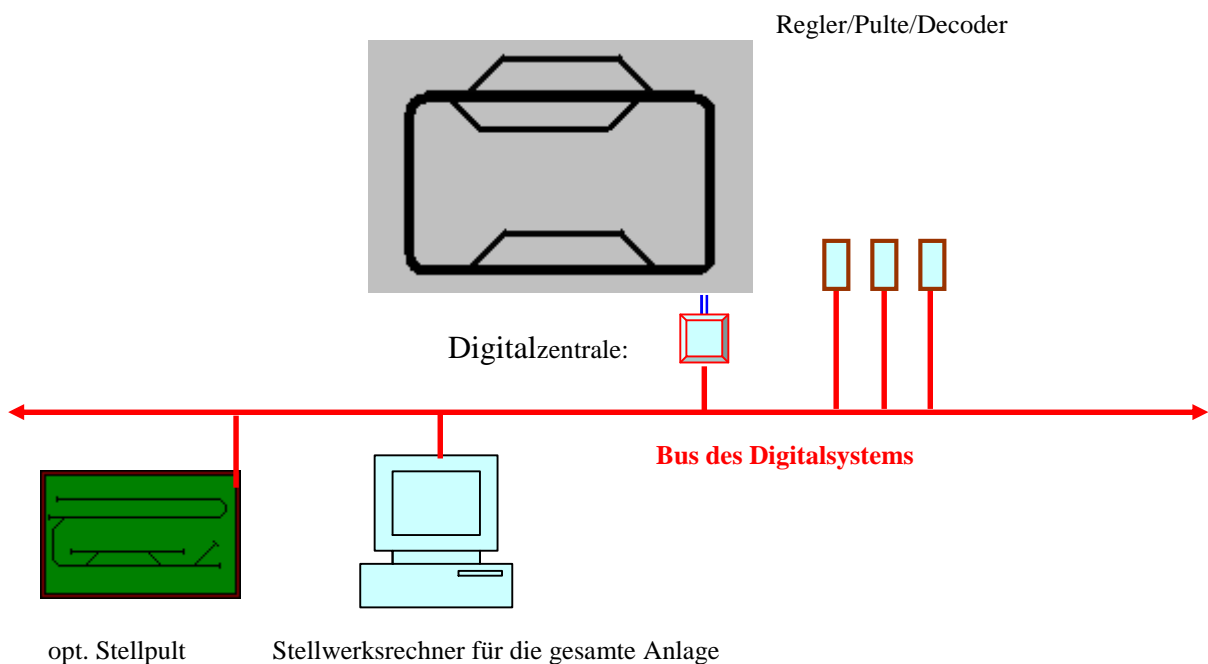 Regler/Pulte/Decoder
Digitalzentrale:
Bus des Digitalsystems
opt. Stellpult
Stellwerksrechner für die gesamte Anlage